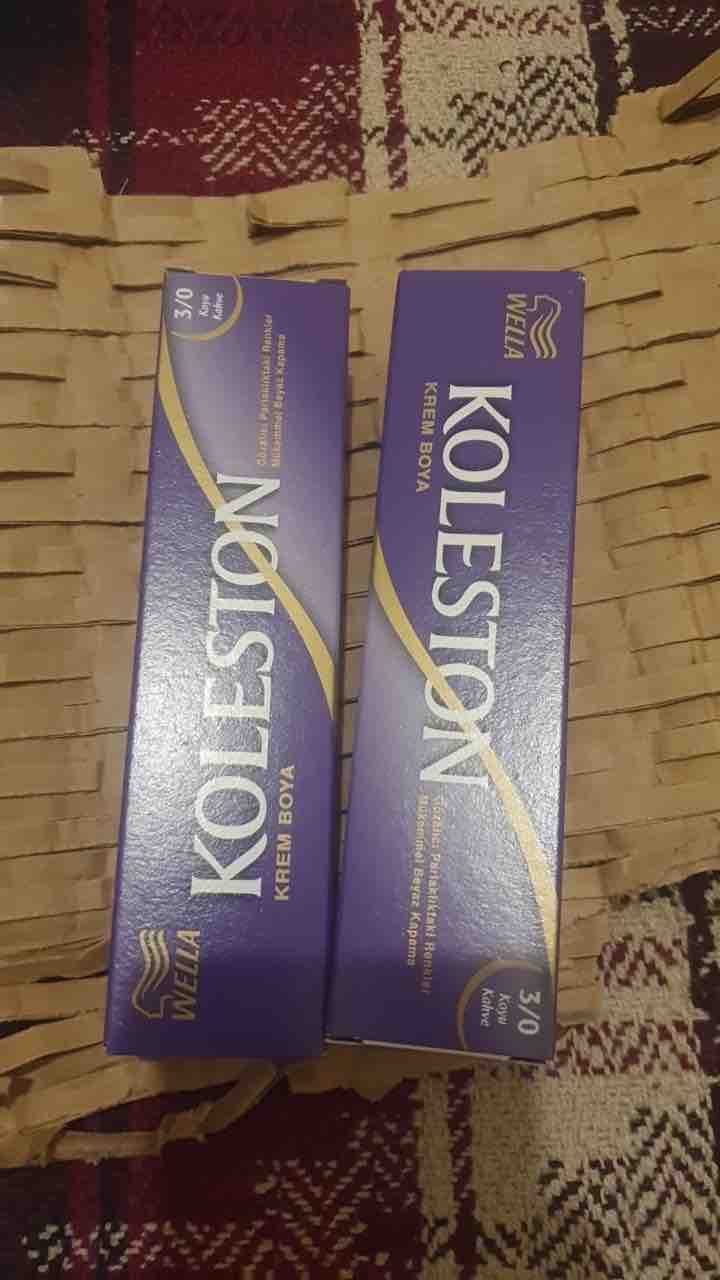 3/0
Koyu
Kahve
Gözalıcı Parlaklıktaki Renkler
Mükemmel Beyaz Kapama
KOLESTON
KREM BOYA
WELLA
WELLA
KOLESTON
KREM BOYA
Gözalıcı Parlaklıktaki Renkler
Mükemmel Beyaz Kapama
3/0
Koyu
Kahve